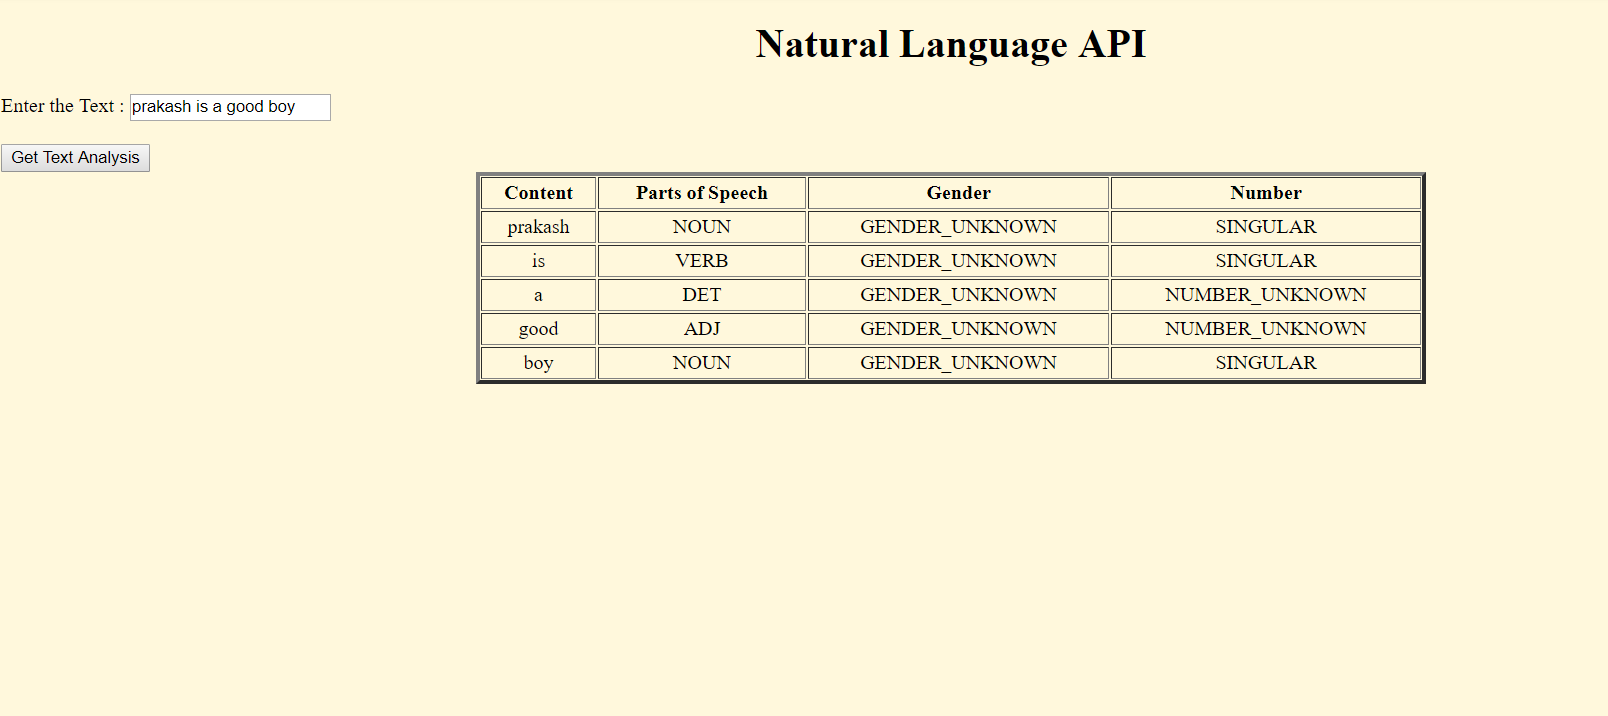 Natural Language API
Enter the Text : prakash is a good boy
Get Text Analysis
Content Parts of Speech Gender Number
prakash NOUN GENDER_UNKNOWN SINGULAR
is VERB GENDER_UNKNOWN SINGULAR
a DET GENDER_UNKNOWN NUMBER_UNKNOWN
good ADJ GENDER_UNKNOWN NUMBER_UNKNOWN
boy NOUN GENDER_UNKNOWN SINGULAR